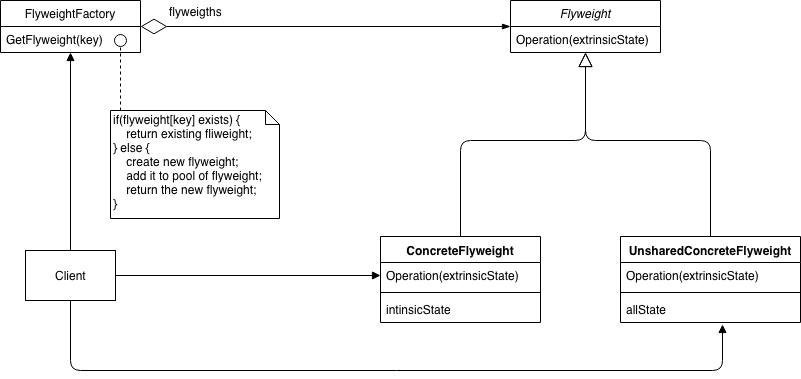 FlyweightFactory
GetFlyweight(key)
flyweigths
Flyweight
Operation(extrinsicState)
if(flyweight[key] exists) {
return existing fliweight;
} else {
create new flyweight;
add it to pool of flyweight;
return the new flyweight;
}
Client
ConcreteFlyweight
Operation(extrinsicState)
intinsicState
UnsharedConcreteFlyweight
Operation(extrinsicState)
allState